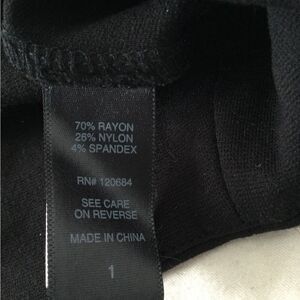 70% RAYON
26% NYLON
4% SPANDEX
RN# 120684
SEE CARE
ON REVERSE
MADE IN CHINA
1